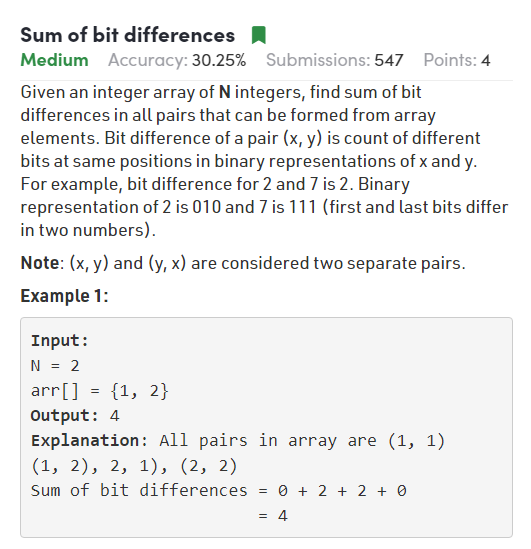 Sum of bit differences
Medium Accuracy: 30.25% Submissions: 547 Points: 4
Given an integer array of N integers, find sum of bit
differences in all pairs that can be formed from array
elements. Bit difference of a pair (x, y) is count of different
bits at same positions in binary representations of x and y.
For example, bit difference for 2 and 7 is 2. Binary
representation of 2 is 010 and 7 is 111 (first and last bits differ
in two numbers).
Note: (x, y) and (y, x) are considered two separate pairs.
Example 1:
Input:
N = 2
arr[] = {1, 2}
Output: 4
Explanation: All pairs in array are (1, 1)
(1, 2), 2, 1), (2, 2)
Sum of bit differences = 0 + 2 + 2 + 0
= 4